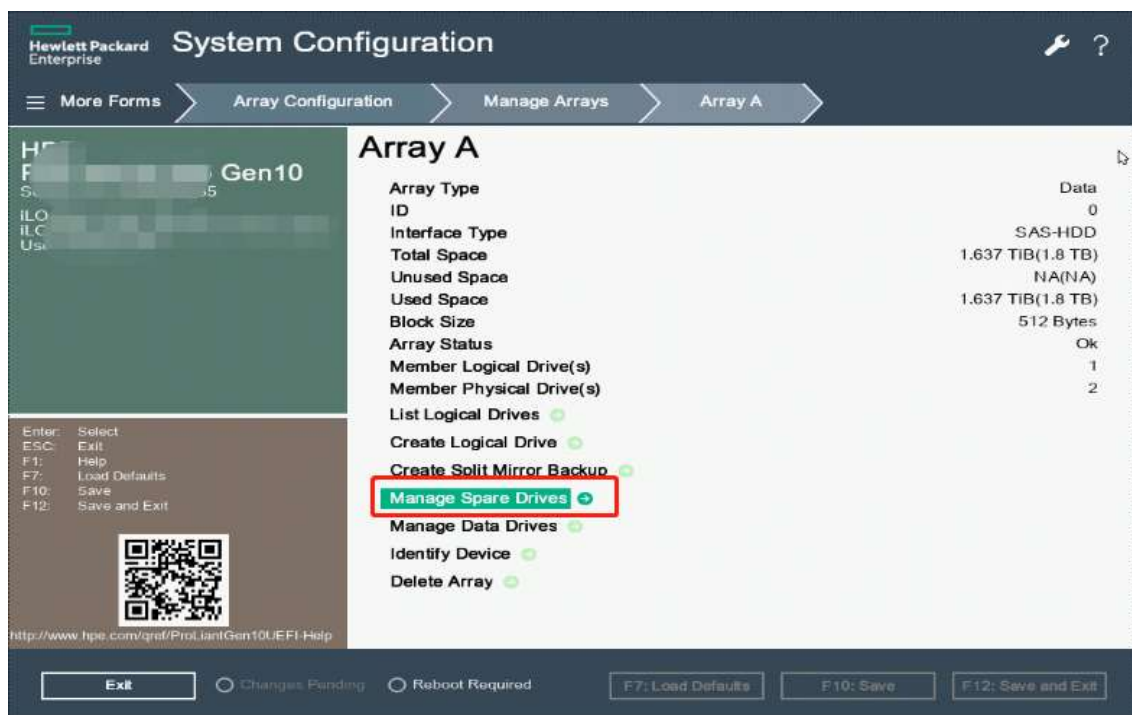 Hewlett Packard
Enterprise
System Configuration
?
More Forms
Array Configuration
Manage Arrays
Array A
Gen10
iLO
Array A
Array Type Data
ID 0
Interface Type SAS-HDD
Total Space 1.637 TiB(1.8 TB)
Unused Space NA(NA)
Used Space 1.637 TiB(1.8 TB)
Block Size 512 Bytes
Array Status Ok
Member Logical Drive(s) 1
Member Physical Drive(s) 2
List Logical Drives
Create Logical Drive
Create Split Mirror Backup
Manage Spare Drives
Manage Data Drives
Identify Device
Delete Array
Enter: Select
ESC: Exit
F1: Help
F7: Load Defaults
F10: Save
F12: Save and Exit
http://www.hpe.com/qref/ProLiantGen10UEFI-Help
Exit
Changes Pending
Reboot Required
F7: Load Defaults
F10: Save
F12: Save and Exit